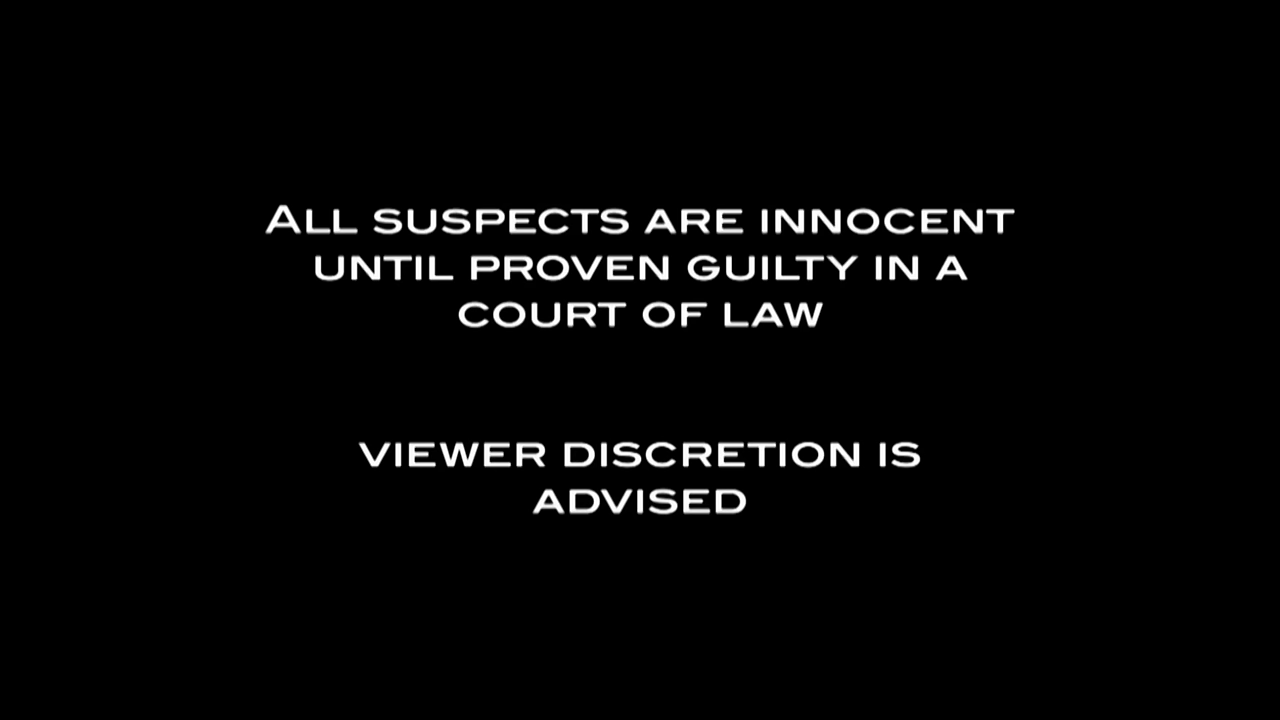 All suspects are innocent
until proven guilty in a
court of law
viewer discretion is
advised